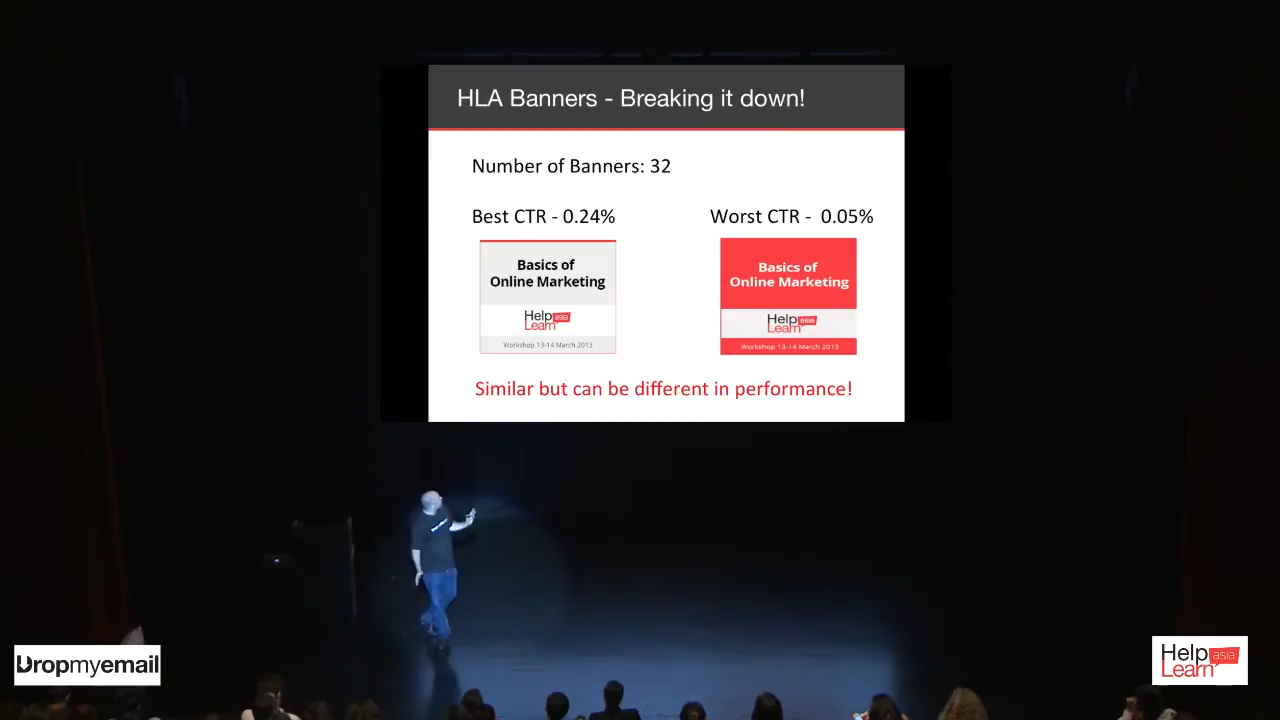 HLA Banners - Breaking it down!
Number of Banners: 32
Best CTR - 0.24%
Worst CTR - 0.05%
Basics of
Online Marketing
Help asia
Learn
Workshop 13-14 March 2013
Basics of
Online Marketing
Help asia
Learn
Workshop 13-14 March 2013
Similar but can be different in performance!
Dropmyemail
Help asia
Learn